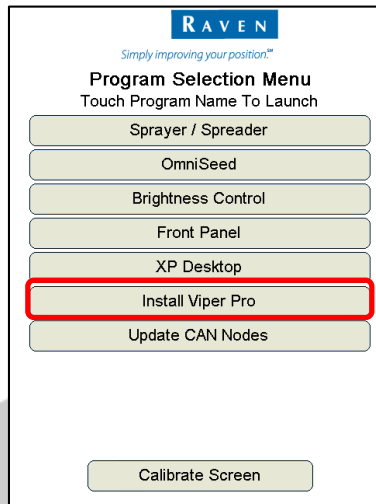 RAVEN
Simply improving your position.℠
Program Selection Menu
Touch Program Name To Launch
Sprayer / Spreader
OmniSeed
Brightness Control
Front Panel
XP Desktop
Install Viper Pro
Update CAN Nodes
Calibrate Screen